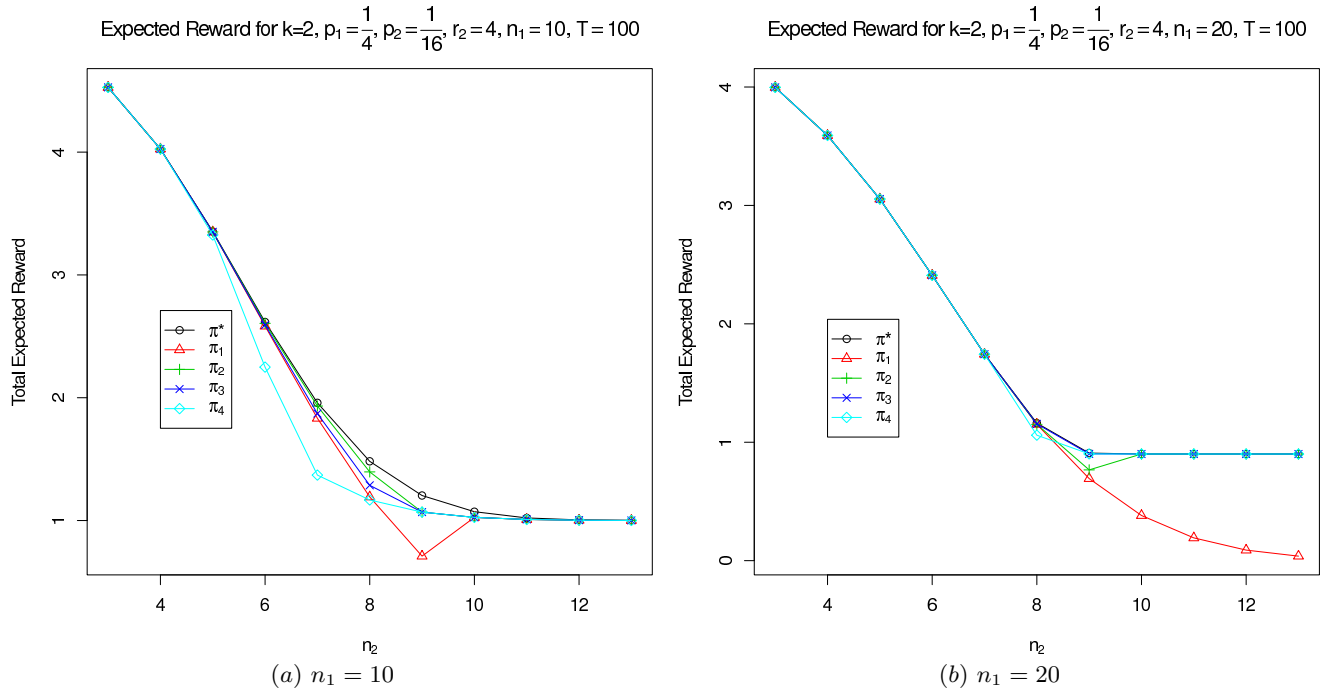 Expected Reward for k=2, p₁ = 1/4, p₂ = 1/16, r₂ = 4, n₁ = 10, T = 100
Total Expected Reward
4
3
2
1
π*
π₁
π₂
π₃
π₄
4 6 8 10 12
n₂
(a) n₁ = 10
Expected Reward for k=2, p₁ = 1/4, p₂ = 1/16, r₂ = 4, n₁ = 20, T = 100
Total Expected Reward
4
3
2
1
0
π*
π₁
π₂
π₃
π₄
4 6 8 10 12
n₂
(b) n₁ = 20